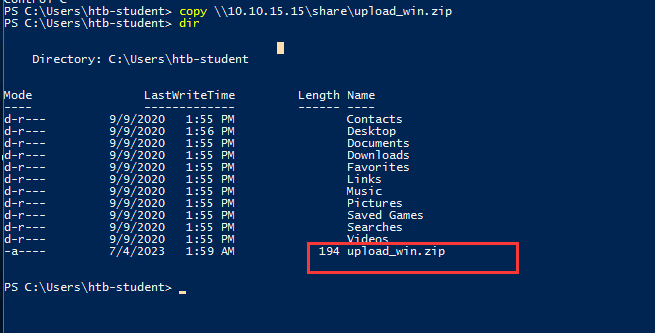 PS C:\Users\htb-student> copy \\10.10.15.15\share\upload_win.zip
PS C:\Users\htb-student> dir
Directory: C:\Users\htb-student
Mode LastWriteTime Length Name
---- ------------- ------ ----
d-r--- 9/9/2020 1:55 PM Contacts
d-r--- 9/9/2020 1:56 PM Desktop
d-r--- 9/9/2020 1:55 PM Documents
d-r--- 9/9/2020 1:55 PM Downloads
d-r--- 9/9/2020 1:55 PM Favorites
d-r--- 9/9/2020 1:55 PM Links
d-r--- 9/9/2020 1:55 PM Music
d-r--- 9/9/2020 1:55 PM Pictures
d-r--- 9/9/2020 1:55 PM Saved Games
d-r--- 9/9/2020 1:55 PM Searches
d-r--- 9/9/2020 1:55 PM Videos
-a---- 7/4/2023 1:59 AM 194 upload_win.zip
PS C:\Users\htb-student> _